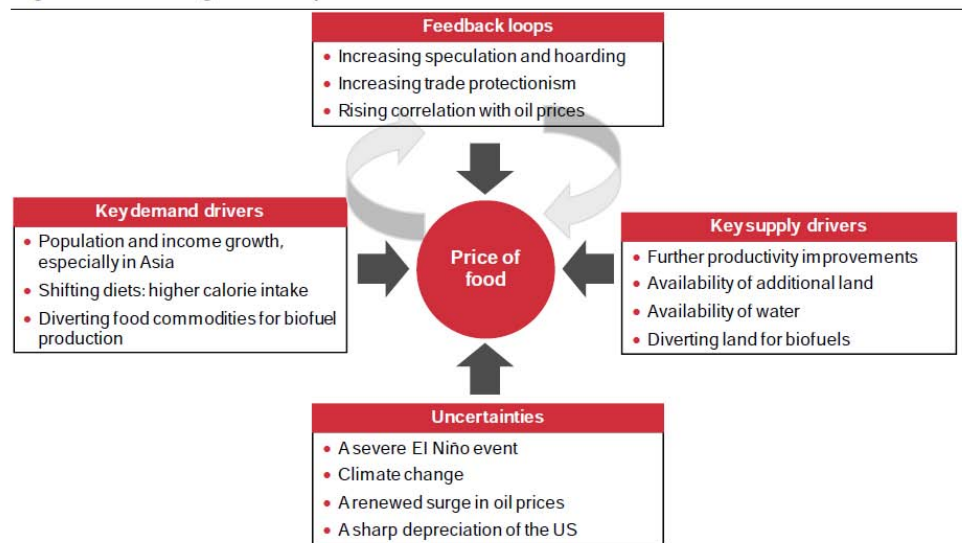 Feedback loops
• Increasing speculation and hoarding
• Increasing trade protectionism
• Rising correlation with oil prices
Key demand drivers
• Population and income growth,
especially in Asia
• Shifting diets: higher calorie intake
• Diverting food commodities for biofuel
production
Price of
food
Key supply drivers
• Further productivity improvements
• Availability of additional land
• Availability of water
• Diverting land for biofuels
Uncertainties
• A severe El Niño event
• Climate change
• A renewed surge in oil prices
• A sharp depreciation of the US